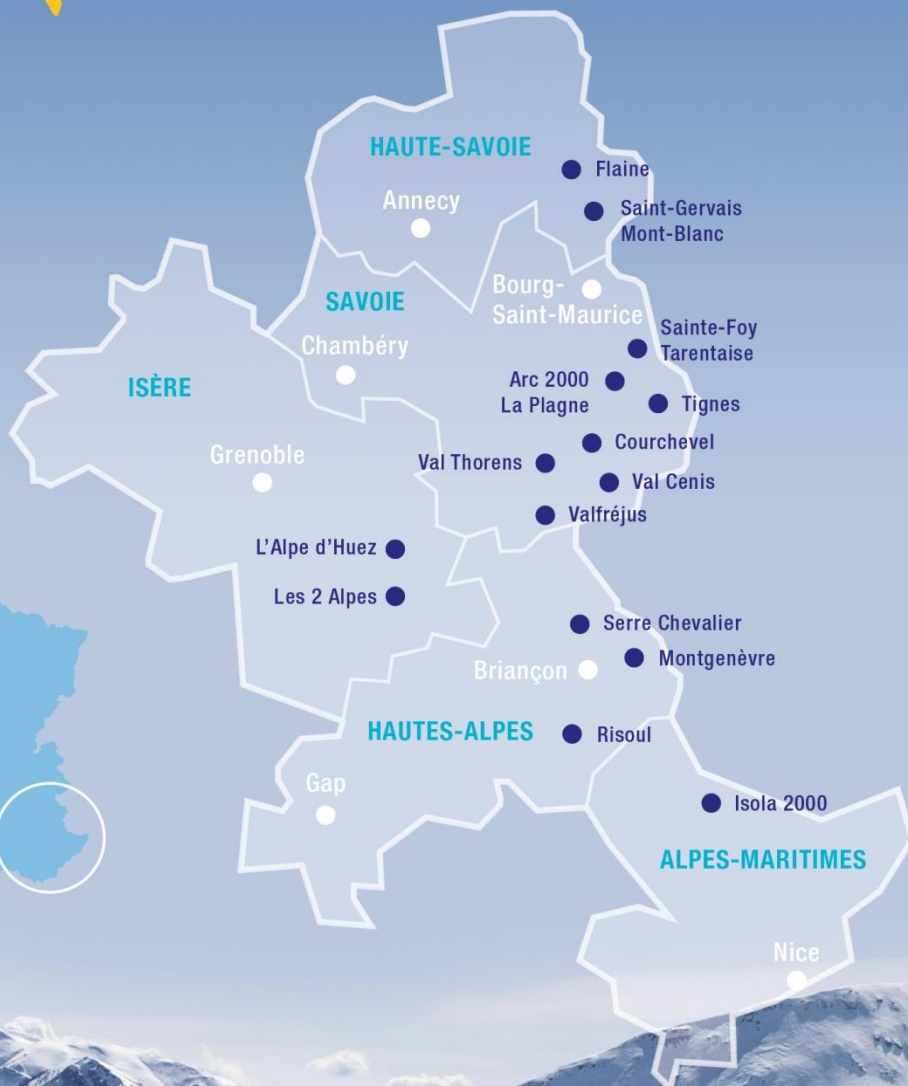 HAUTE-SAVOIE
Flaine
Annecy
Saint-Gervais
Mont-Blanc
Bourg-
Saint-Maurice
SAVOIE
Sainte-Foy
Tarentaise
Chambéry
ISÈRE
Arc 2000
La Plagne
Tignes
Courchevel
Grenoble
Val Thorens
Val Cenis
Valfréjus
L'Alpe d'Huez
Les 2 Alpes
Serre Chevalier
Montgenèvre
Briançon
HAUTES-ALPES
Risoul
Gap
Isola 2000
ALPES-MARITIMES
Nice